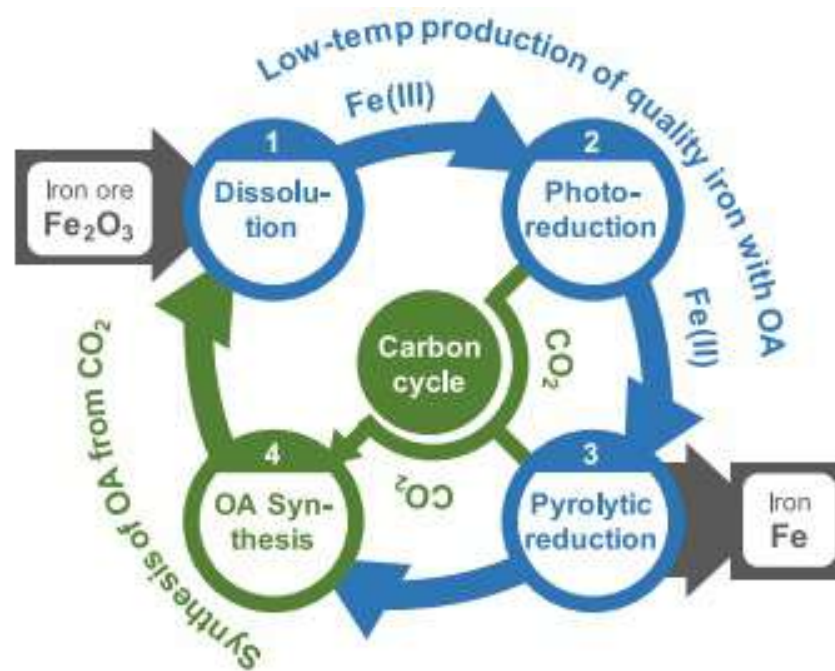 Low-temp production of quality iron with OA
Fe(III)
1
Dissolu-
tion
2
Photo-
reduction
Iron ore
Fe₂O₃
Fe(II)
CO₂
Carbon
cycle
Synthesis of OA from CO₂
4
OA Syn-
thesis
CO₂
3
Pyrolytic
reduction
Iron
Fe